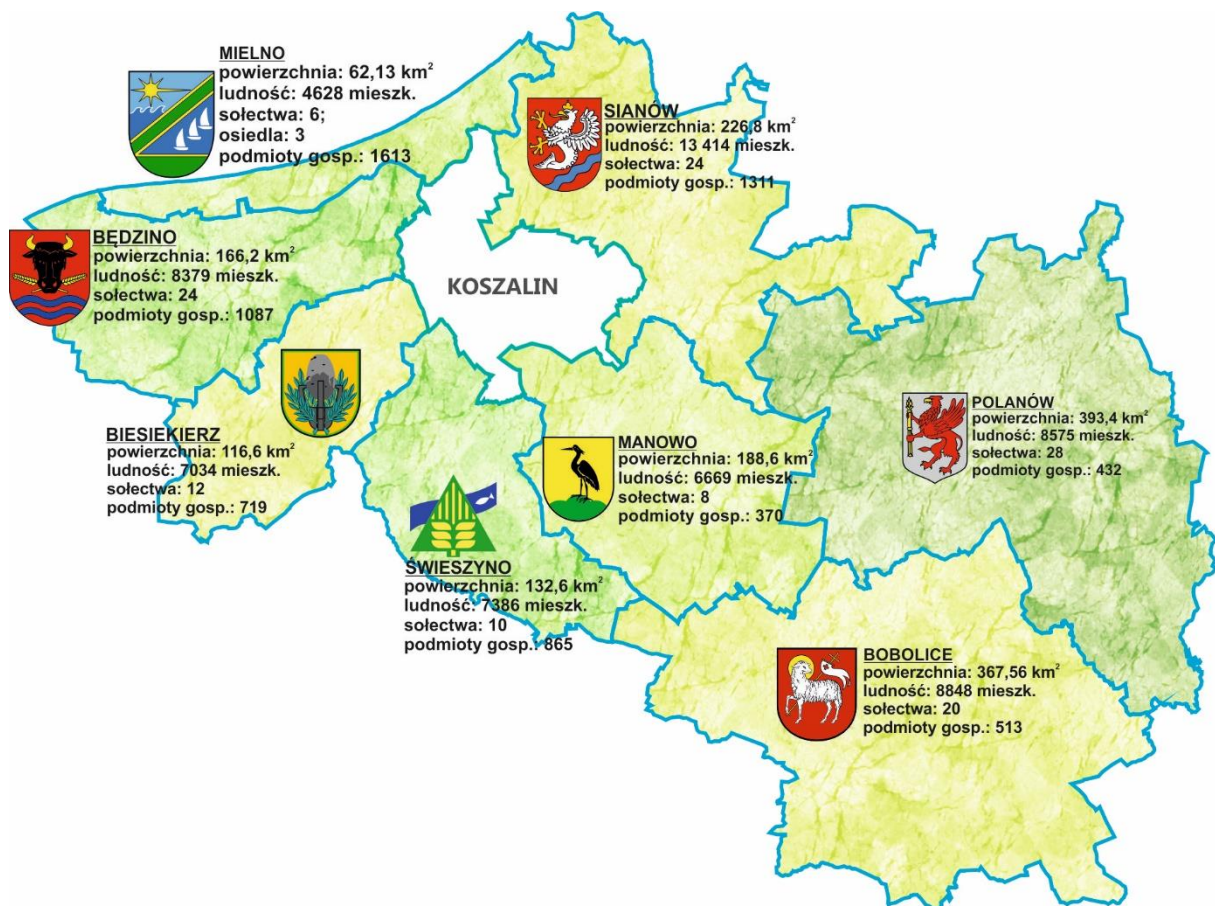 MIELNO
powierzchnia: 62,13 km²
ludność: 4628 mieszk.
sołectwa: 6;
osiedla: 3
podmioty gosp.: 1613
SIANÓW
powierzchnia: 226,8 km²
ludność: 13 414 mieszk.
sołectwa: 24
podmioty gosp.: 1311
BĘDZINO
powierzchnia: 166,2 km²
ludność: 8379 mieszk.
sołectwa: 24
podmioty gosp.: 1087
KOSZALIN
BIESIEKIERZ
powierzchnia: 116,6 km²
ludność: 7034 mieszk.
sołectwa: 12
podmioty gosp.: 719
MANOWO
powierzchnia: 188,6 km²
ludność: 6669 mieszk.
sołectwa: 8
podmioty gosp.: 370
POLANÓW
powierzchnia: 393,4 km²
ludność: 8575 mieszk.
sołectwa: 28
podmioty gosp.: 432
ŚWIESZYNO
powierzchnia: 132,6 km²
ludność: 7386 mieszk.
sołectwa: 10
podmioty gosp.: 865
BOBOLICE
powierzchnia: 367,56 km²
ludność: 8848 mieszk.
sołectwa: 20
podmioty gosp.: 513